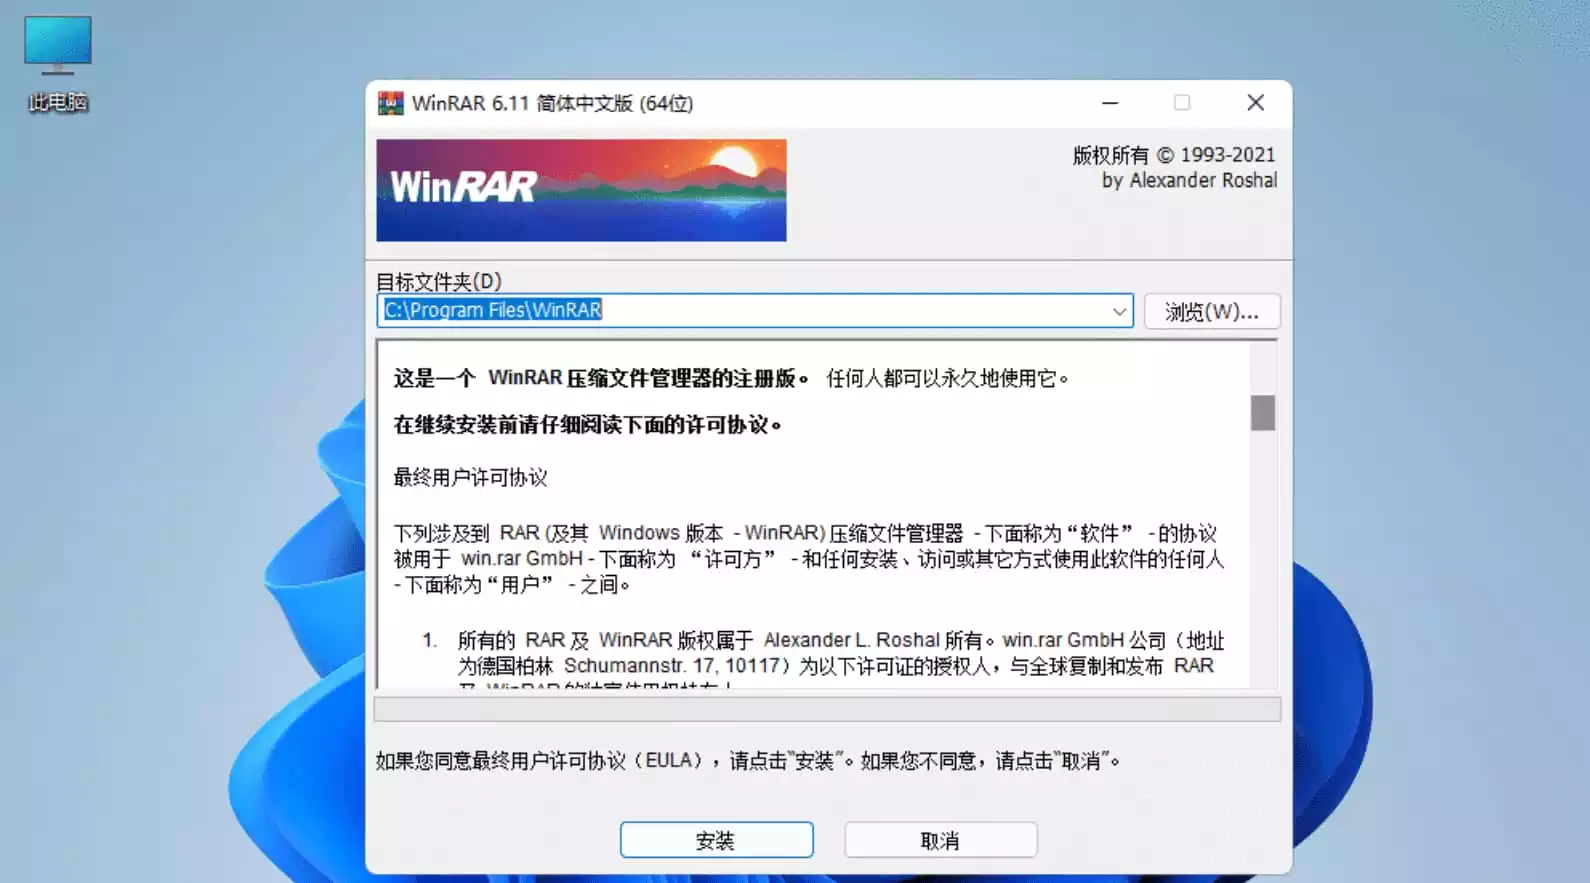 此电脑
WinRAR 6.11 简体中文版 (64位)
WinRAR
版权所有 © 1993-2021
by Alexander Roshal
目标文件夹(D)
C:\Program Files\WinRAR
浏览(W)...
这是一个 WinRAR 压缩文件管理器的注册版。 任何人都可以永久地使用它。
在继续安装前请仔细阅读下面的许可协议。
最终用户许可协议
下列涉及到 RAR (及其 Windows 版本 - WinRAR) 压缩文件管理器 - 下面称为“软件” - 的协议
被用于 win.rar GmbH - 下面称为 “许可方” - 和任何安装、访问或其它方式使用此软件的任何人
- 下面称为“用户” - 之间。
1. 所有的 RAR 及 WinRAR 版权属于 Alexander L. Roshal 所有。win.rar GmbH 公司（地址
为德国柏林 Schumannstr. 17, 10117）为以下许可证的授权人，与全球复制和发布 RAR
及 WinRAR 的独家使用权持有人
如果您同意最终用户许可协议（EULA），请点击"安装"。如果您不同意，请点击"取消"。
安装
取消